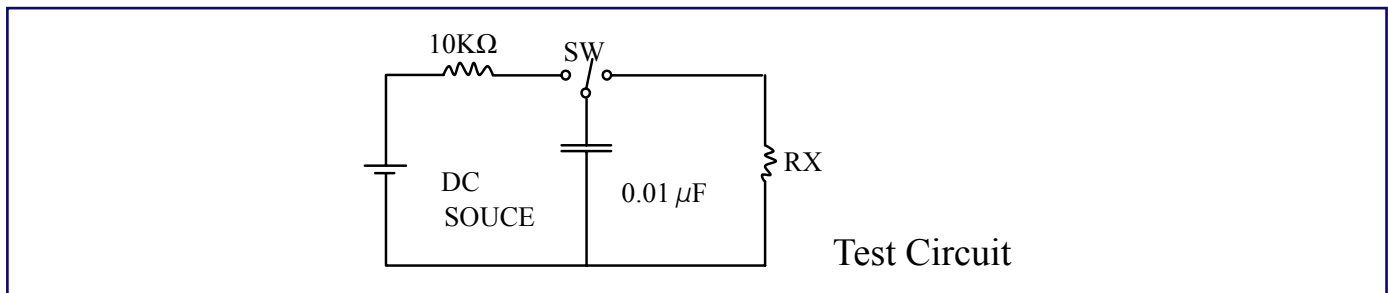 10KΩ
SW
RX
DC
SOUCE
0.01 μF
Test Circuit